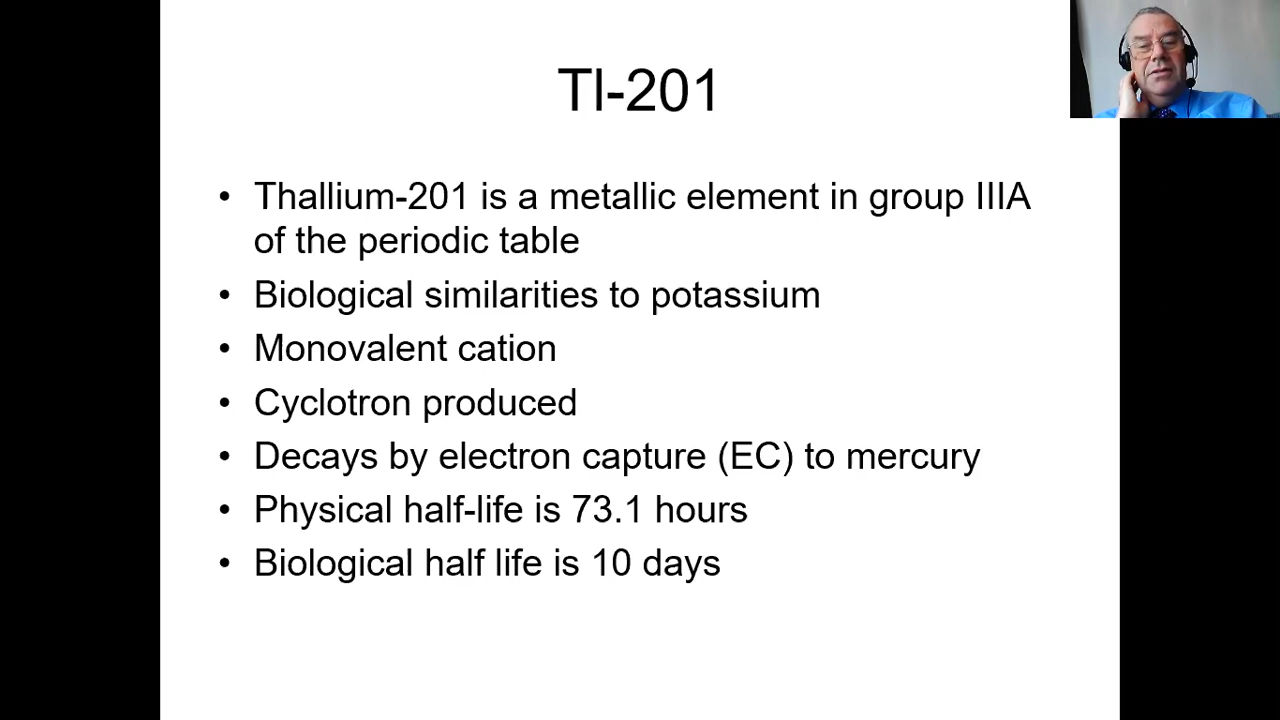 Tl-201
• Thallium-201 is a metallic element in group IIIA
of the periodic table
• Biological similarities to potassium
• Monovalent cation
• Cyclotron produced
• Decays by electron capture (EC) to mercury
• Physical half-life is 73.1 hours
• Biological half life is 10 days